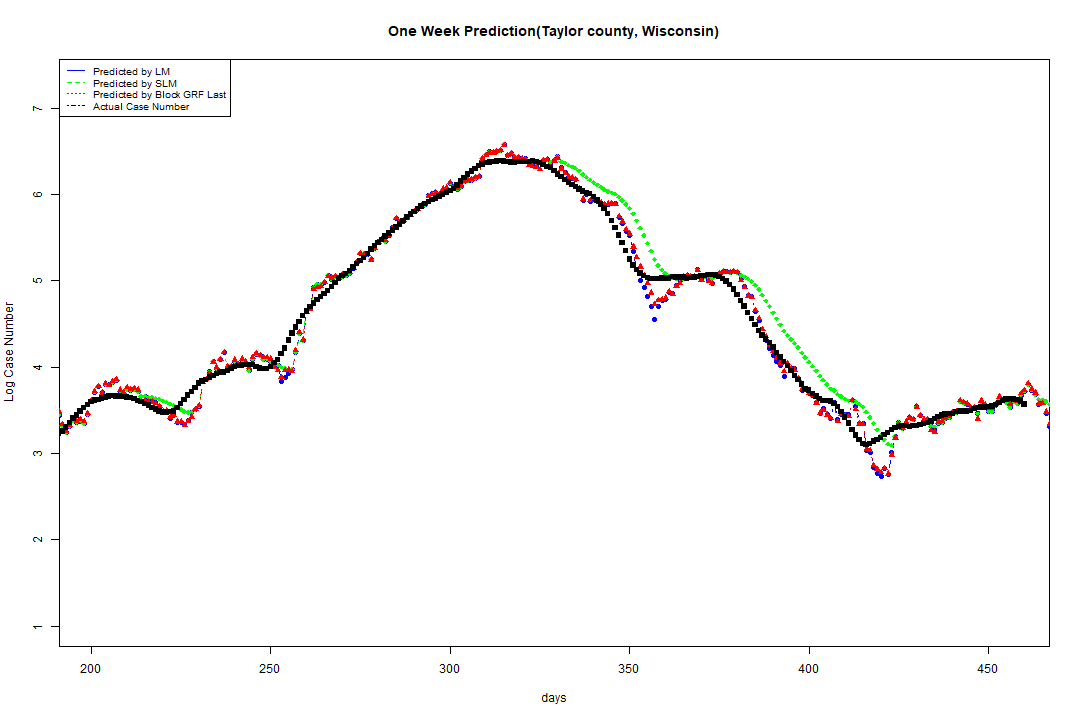 One Week Prediction(Taylor county, Wisconsin)
Predicted by LM
Predicted by SLM
Predicted by Block GRF Last
Actual Case Number
7
6
5
4
3
2
1
Log Case Number
200 250 300 350 400 450
days